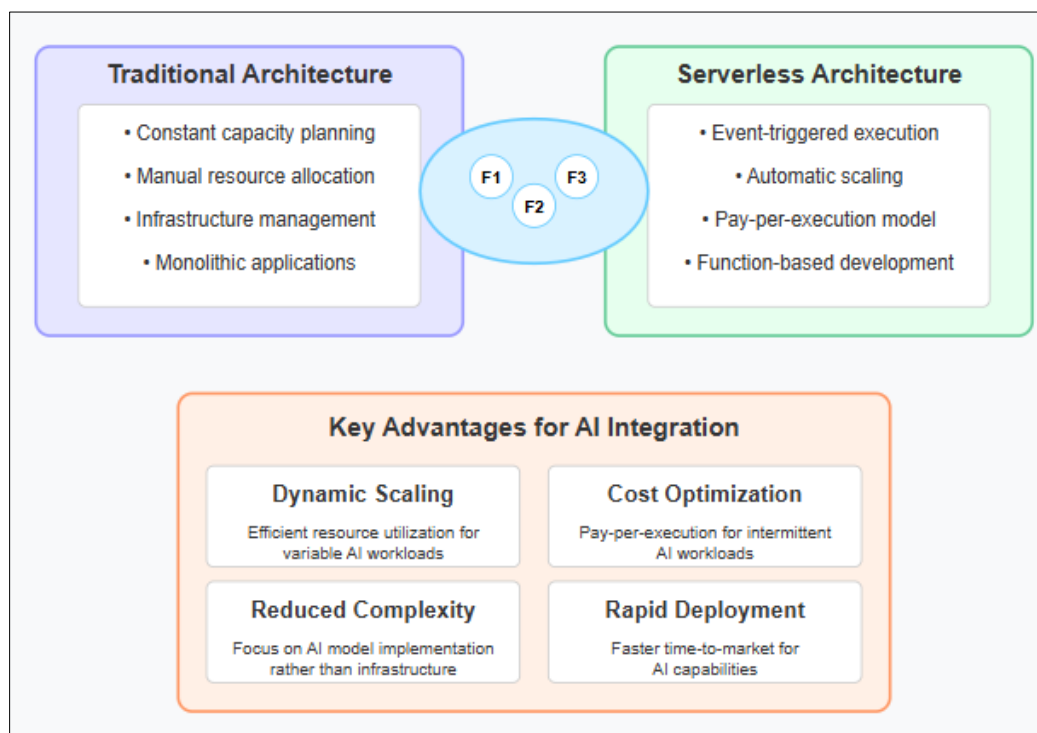 Traditional Architecture
• Constant capacity planning
• Manual resource allocation
• Infrastructure management
• Monolithic applications
F1
F2
F3
Serverless Architecture
• Event-triggered execution
• Automatic scaling
• Pay-per-execution model
• Function-based development
Key Advantages for AI Integration
Dynamic Scaling
Efficient resource utilization for
variable AI workloads
Cost Optimization
Pay-per-execution for intermittent
AI workloads
Reduced Complexity
Focus on AI model implementation
rather than infrastructure
Rapid Deployment
Faster time-to-market for
AI capabilities